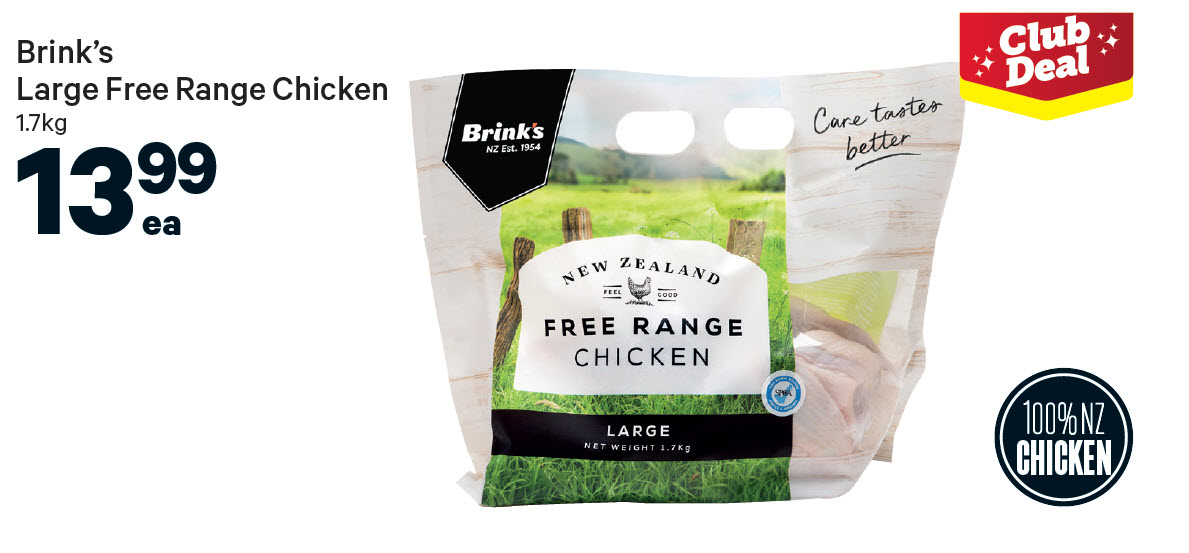 Brink's
Large Free Range Chicken
1.7kg
13 99
ea
Club
Deal
Brink's
NZ Est. 1954
Care tastes
better
NEW ZEALAND
FEEL GOOD
FREE RANGE
CHICKEN
SPCA
LARGE
NET WEIGHT 1.7Kg
100% NZ
CHICKEN